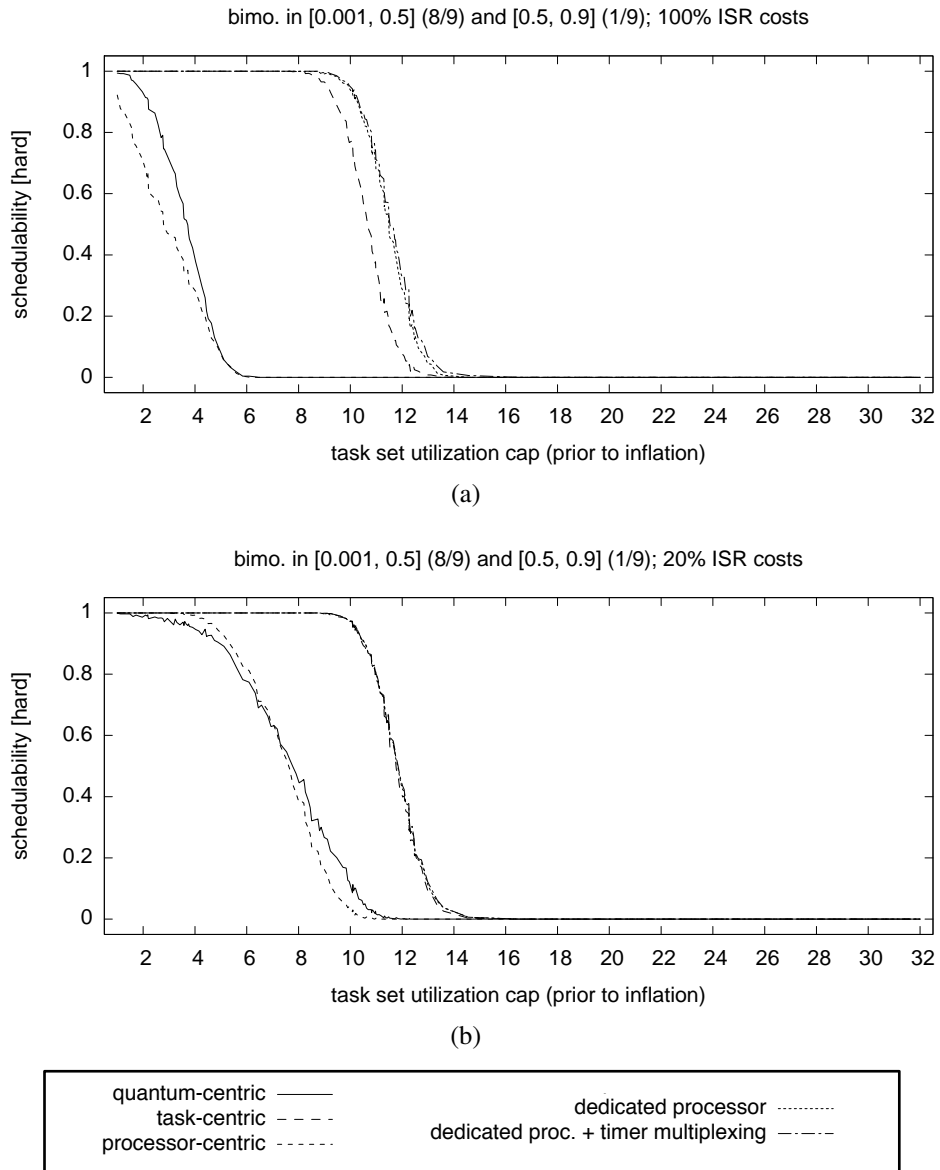 bimo. in [0.001, 0.5] (8/9) and [0.5, 0.9] (1/9); 100% ISR costs
1
0.8
0.6
0.4
0.2
0
schedulability [hard]
2 4 6 8 10 12 14 16 18 20 22 24 26 28 30 32
task set utilization cap (prior to inflation)
(a)
bimo. in [0.001, 0.5] (8/9) and [0.5, 0.9] (1/9); 20% ISR costs
1
0.8
0.6
0.4
0.2
0
schedulability [hard]
2 4 6 8 10 12 14 16 18 20 22 24 26 28 30 32
task set utilization cap (prior to inflation)
(b)
quantum-centric
task-centric
processor-centric
dedicated processor
dedicated proc. + timer multiplexing